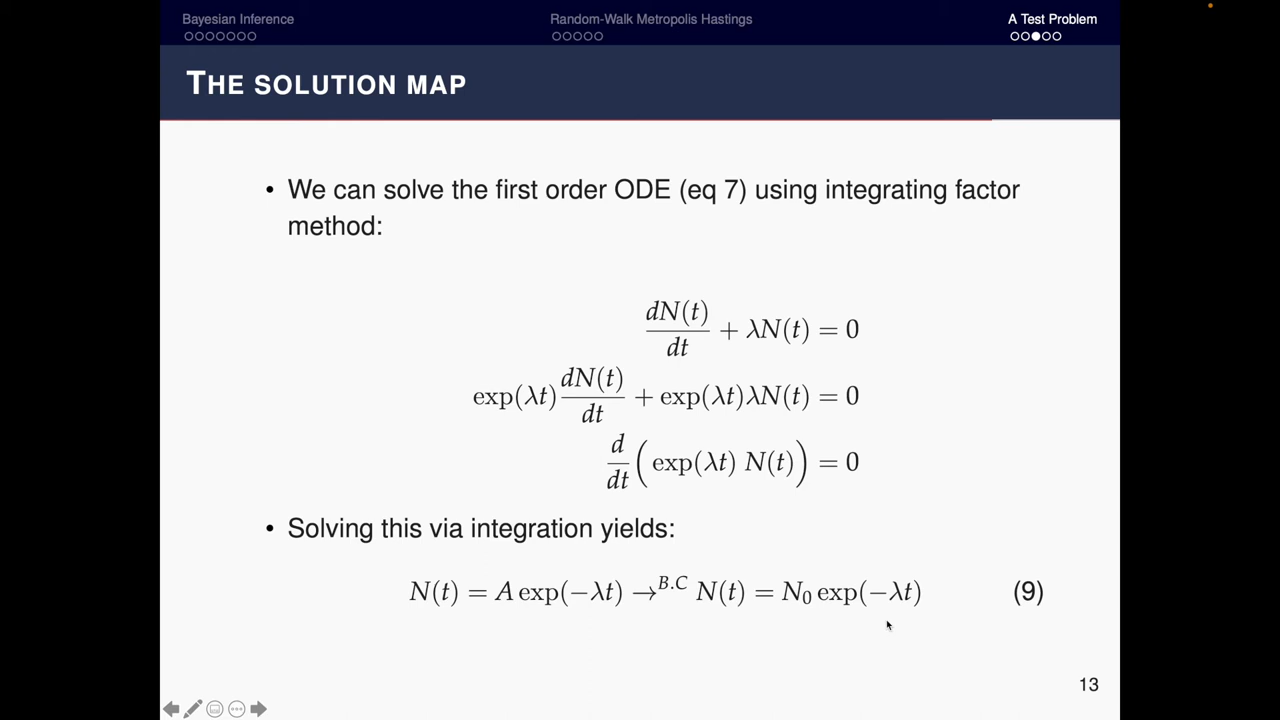 Bayesian Inference
Random-Walk Metropolis Hastings
A Test Problem
THE SOLUTION MAP
• We can solve the first order ODE (eq 7) using integrating factor
method:
dN(t)/dt + λN(t) = 0
exp(λt) dN(t)/dt + exp(λt)λN(t) = 0
d/dt (exp(λt) N(t)) = 0
• Solving this via integration yields:
N(t) = A exp(−λt) →^{B.C} N(t) = N₀ exp(−λt) (9)
13